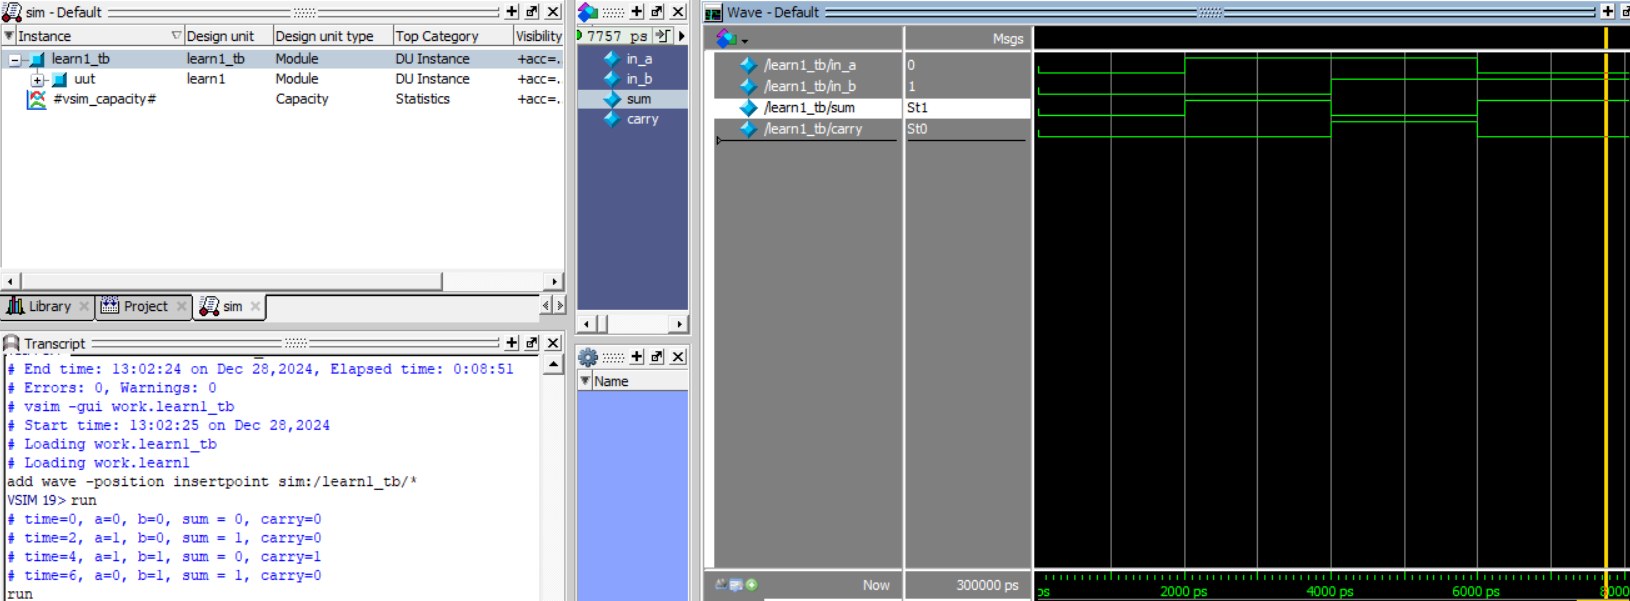 sim - Default
Instance Design unit Design unit type Top Category Visibility
learn1_tb learn1_tb Module DU Instance +acc=...
uut learn1 Module DU Instance +acc=...
#vsim_capacity# Capacity Statistics +acc=...
Library Project sim
Transcript
# End time: 13:02:24 on Dec 28,2024, Elapsed time: 0:08:51
# Errors: 0, Warnings: 0
# vsim -gui work.learn1_tb
# Start time: 13:02:25 on Dec 28,2024
# Loading work.learn1_tb
# Loading work.learn1
add wave -position insertpoint sim:/learn1_tb/*
VSIM 19> run
# time=0, a=0, b=0, sum = 0, carry=0
# time=2, a=1, b=0, sum = 1, carry=0
# time=4, a=1, b=1, sum = 0, carry=1
# time=6, a=0, b=1, sum = 1, carry=0
run
7757 ps
in_a
in_b
sum
carry
Name
Wave - Default
Msgs
/learn1_tb/in_a 0
/learn1_tb/in_b 1
/learn1_tb/sum St1
/learn1_tb/carry St0
Now 300000 ps
ps 2000 ps 4000 ps 6000 ps 8000